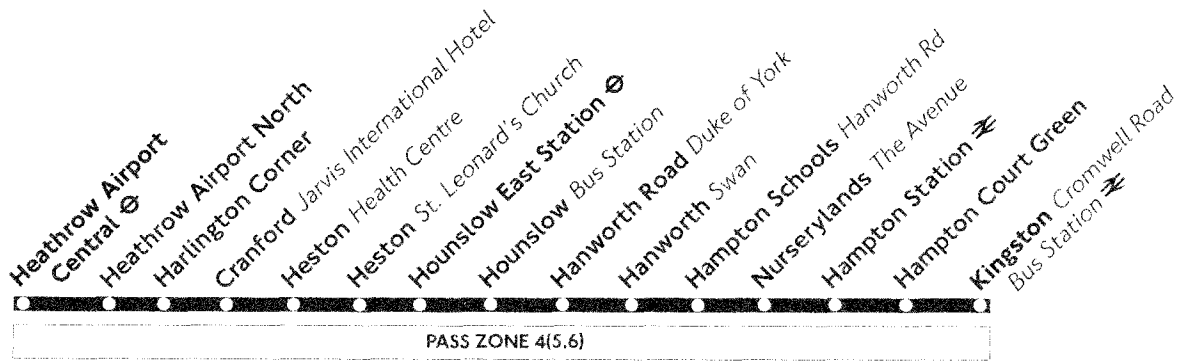 Heathrow Airport
Central
Heathrow Airport North
Harlington Corner
Cranford Jarvis International Hotel
Heston Health Centre
Heston St. Leonard's Church
Hounslow East Station
Hounslow Bus Station
Hanworth Road Duke of York
Hanworth Swan
Hampton Schools Hanworth Rd
Nurserylands The Avenue
Hampton Station
Hampton Court Green
Kingston Cromwell Road
Bus Station
PASS ZONE 4(5.6)